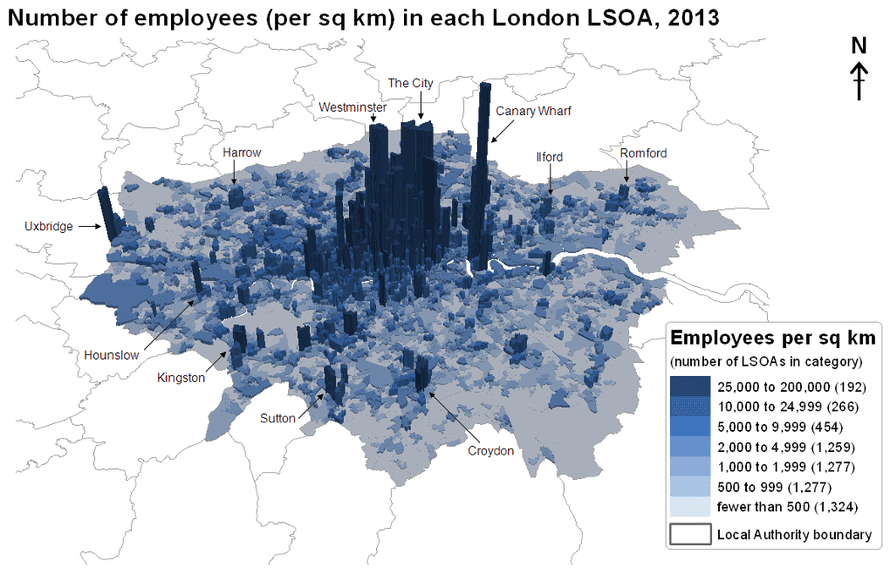 Number of employees (per sq km) in each London LSOA, 2013
N
The City
Westminster
Canary Wharf
Harrow
Ilford
Romford
Uxbridge
Hounslow
Kingston
Sutton
Croydon
Employees per sq km
(number of LSOAs in category)
25,000 to 200,000 (192)
10,000 to 24,999 (266)
5,000 to 9,999 (454)
2,000 to 4,999 (1,259)
1,000 to 1,999 (1,277)
500 to 999 (1,277)
fewer than 500 (1,324)
Local Authority boundary